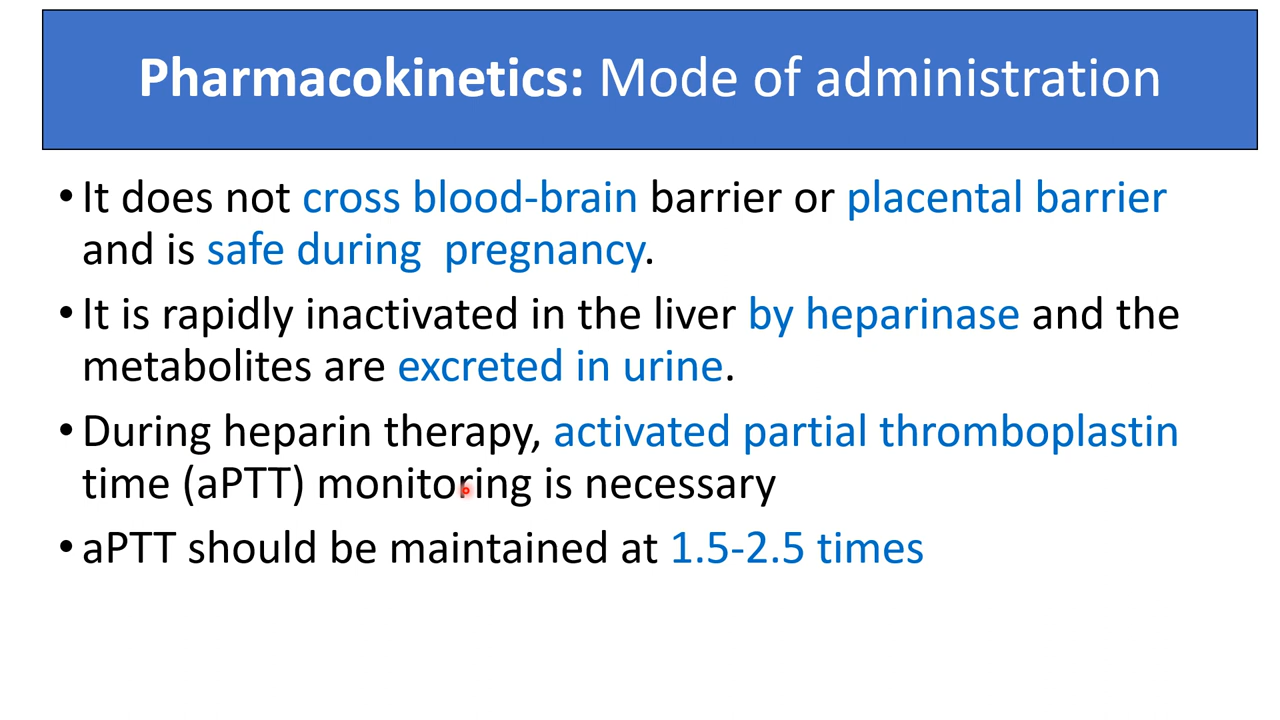 Pharmacokinetics: Mode of administration
• It does not cross blood-brain barrier or placental barrier
and is safe during  pregnancy.
• It is rapidly inactivated in the liver by heparinase and the
metabolites are excreted in urine.
• During heparin therapy, activated partial thromboplastin
time (aPTT) monitoring is necessary
• aPTT should be maintained at 1.5-2.5 times